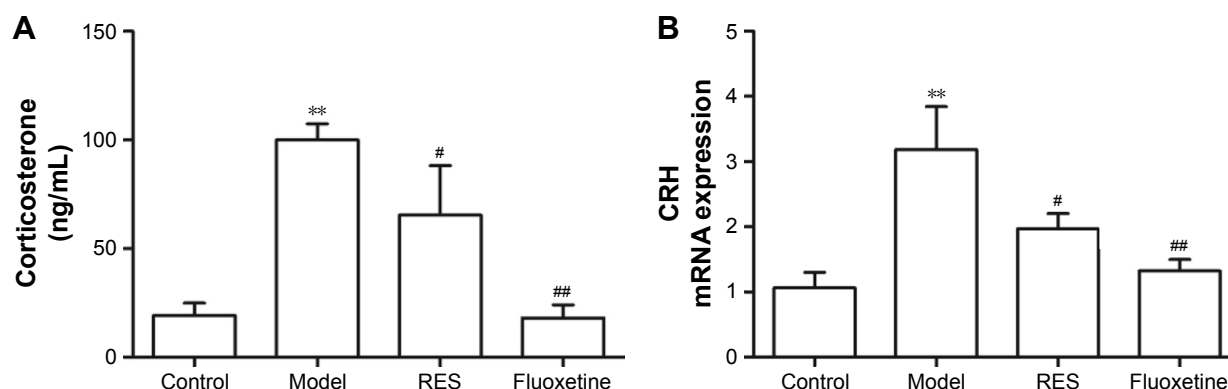 A
Corticosterone
(ng/mL)
150
100
50
0
**
#
##
Control Model RES Fluoxetine
B
CRH
mRNA expression
5
4
3
2
1
0
**
#
##
Control Model RES Fluoxetine